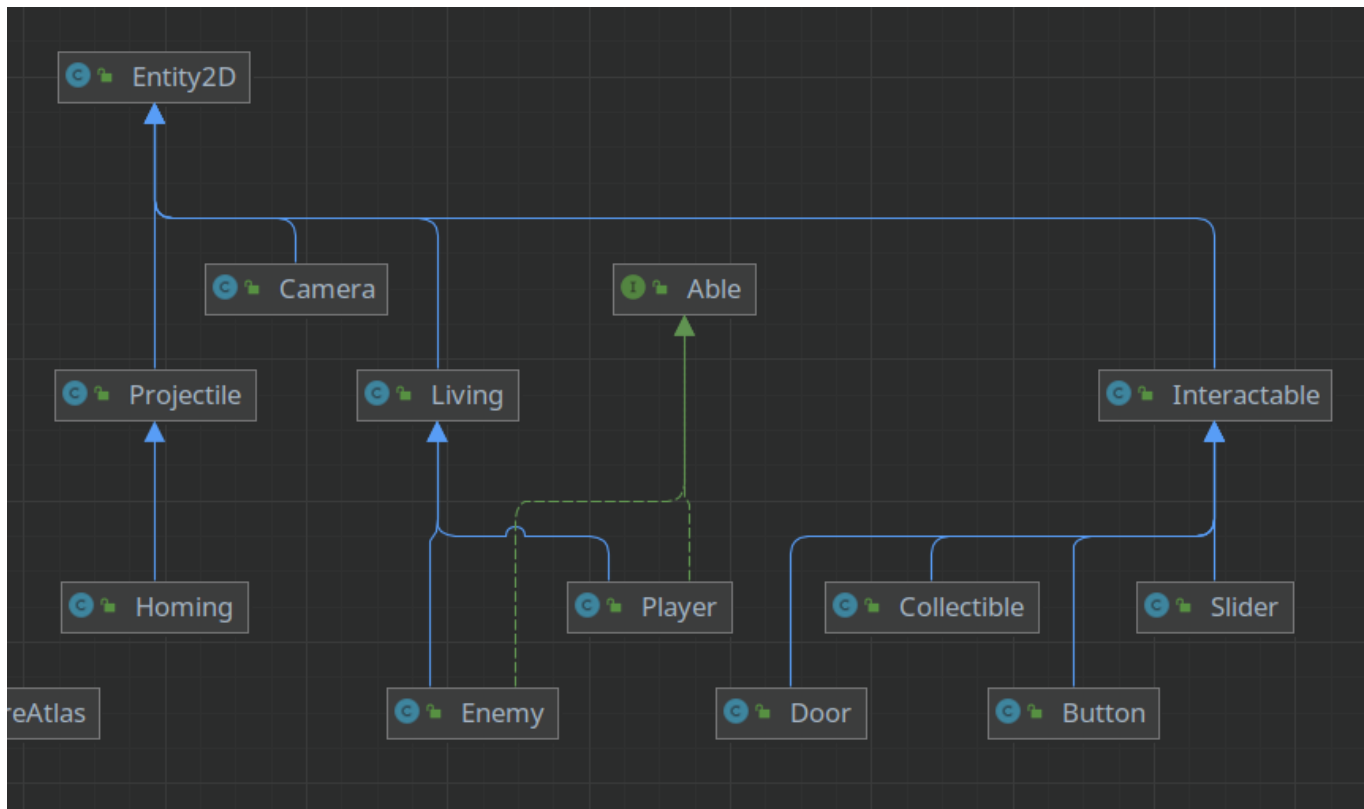 Entity2D
Camera
Able
Projectile
Living
Interactable
Homing
Player
Collectible
Slider
reAtlas
Enemy
Door
Button